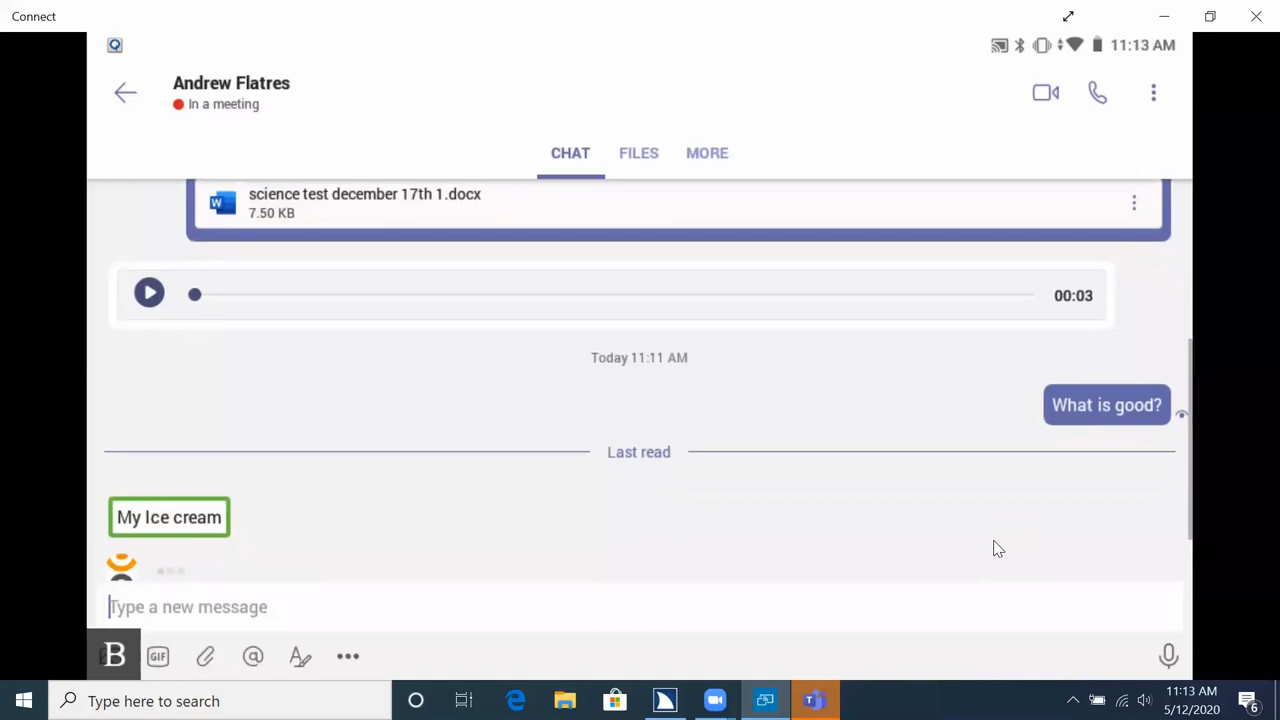 Connect
11:13 AM
Andrew Flatres
In a meeting
CHAT FILES MORE
W
science test december 17th 1.docx
7.50 KB
00:03
Today 11:11 AM
What is good?
Last read
My Ice cream
Type a new message
B GIF @ A
Type here to search
11:13 AM
5/12/2020
6